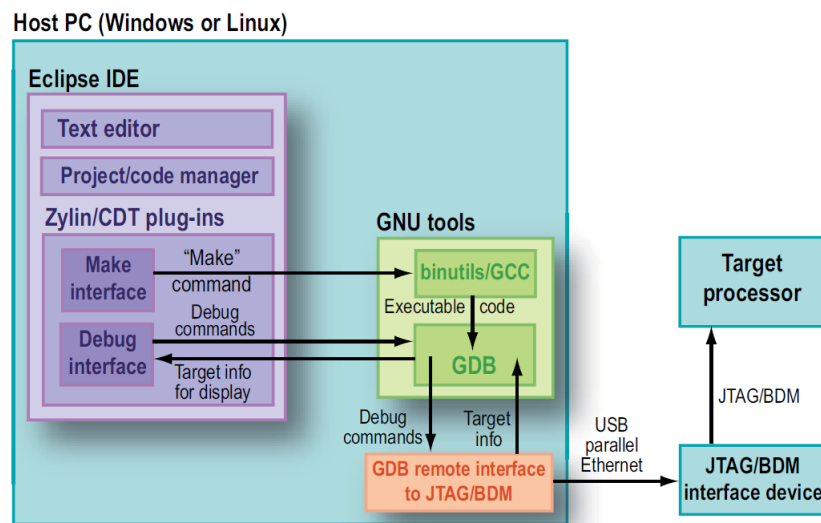 Host PC (Windows or Linux)
Eclipse IDE
Text editor
Project/code manager
Zylin/CDT plug-ins
Make
interface
“Make”
command
Debug
interface
Debug
commands
Target info
for display
GNU tools
binutils/GCC
Executable code
GDB
Debug
commands
Target
info
GDB remote interface
to JTAG/BDM
USB
parallel
Ethernet
Target
processor
JTAG/BDM
JTAG/BDM
interface device